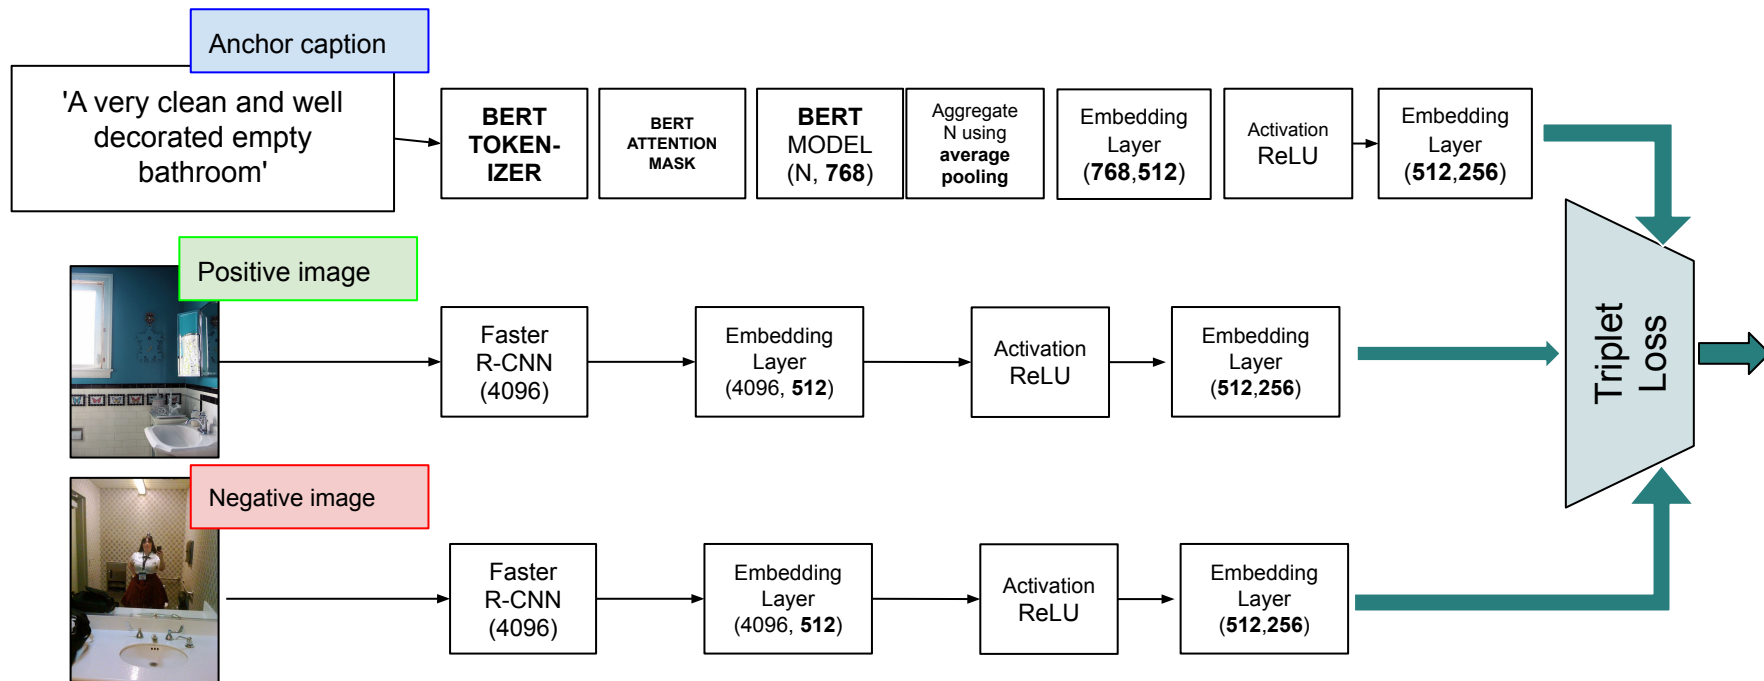 Anchor caption
'A very clean and well
decorated empty
bathroom'
BERT
TOKEN-
IZER
BERT
ATTENTION
MASK
BERT
MODEL
(N, 768)
Aggregate
N using
average
pooling
Embedding
Layer
(768,512)
Activation
ReLU
Embedding
Layer
(512,256)
Positive image
Faster
R-CNN
(4096)
Embedding
Layer
(4096, 512)
Activation
ReLU
Embedding
Layer
(512,256)
Triplet
Loss
Negative image
Faster
R-CNN
(4096)
Embedding
Layer
(4096, 512)
Activation
ReLU
Embedding
Layer
(512,256)